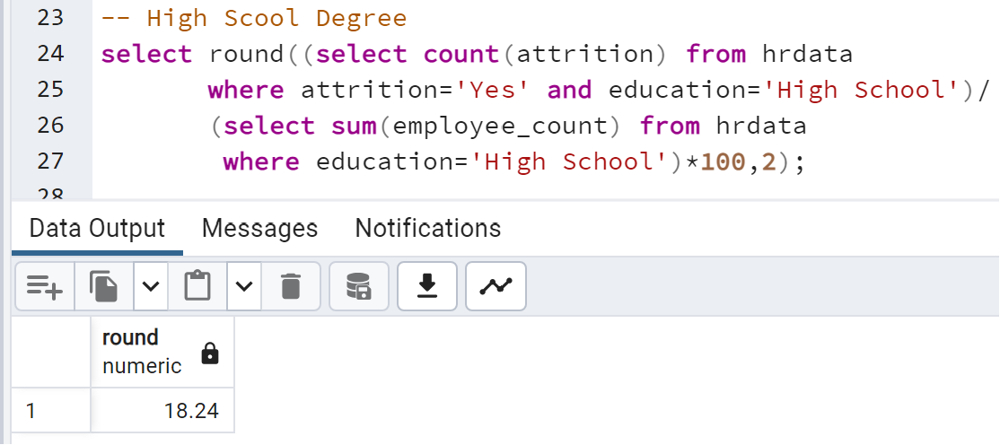 23 -- High Scool Degree
24 select round((select count(attrition) from hrdata
25 where attrition='Yes' and education='High School')/
26 (select sum(employee_count) from hrdata
27 where education='High School')*100,2);
28
Data Output Messages Notifications
round
numeric
1 18.24